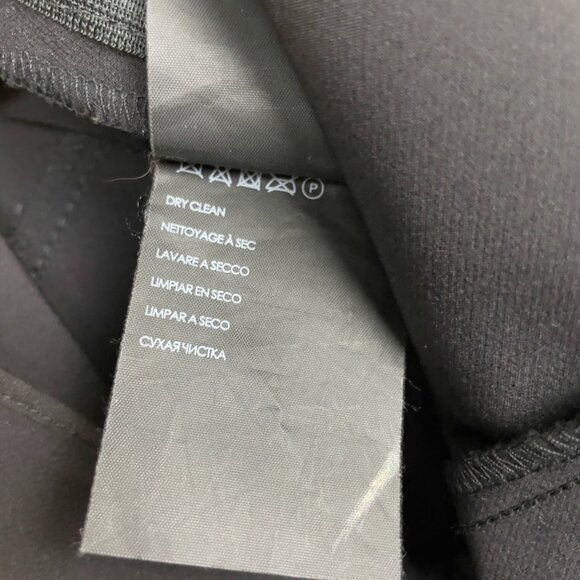 P
DRY CLEAN
NETTOYAGE À SEC
LAVARE A SECCO
LIMPIAR EN SECO
LIMPAR A SECO
СУХАЯ ЧИСТКА